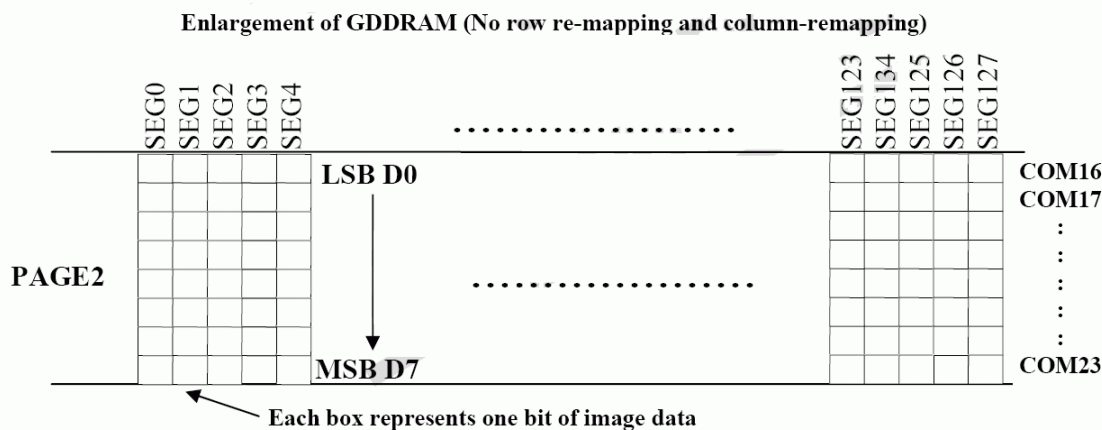 Enlargement of GDDRAM (No row re-mapping and column-remapping)
SEG0
SEG1
SEG2
SEG3
SEG4
..................
SEG123
SEG134
SEG125
SEG126
SEG127
LSB D0
COM16
COM17
:
:
PAGE2
..................
:
:
:
MSB D7
COM23
Each box represents one bit of image data